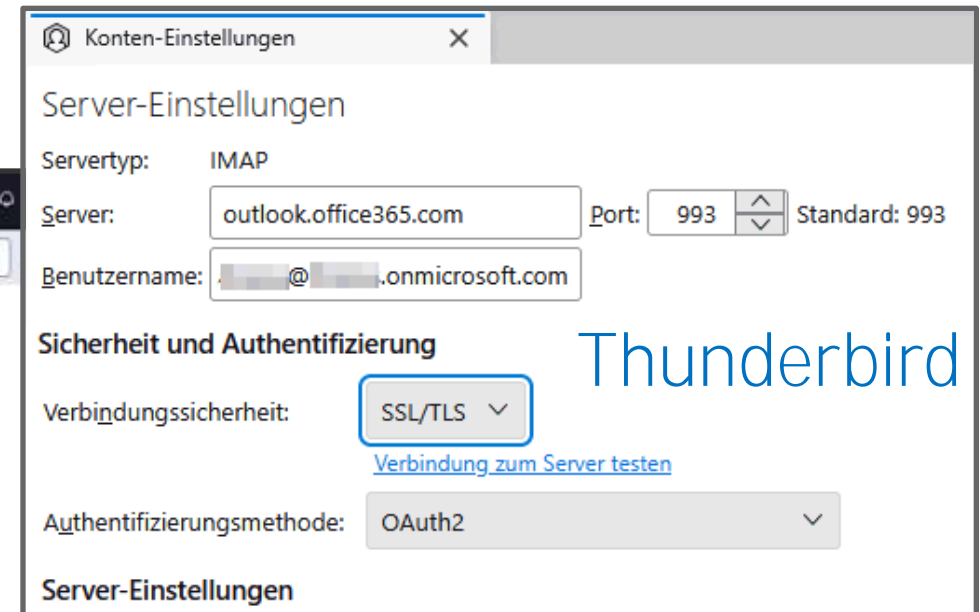 Konten-Einstellungen
Server-Einstellungen
Servertyp: IMAP
Server: outlook.office365.com Port: 993 Standard: 993
Benutzername: @ .onmicrosoft.com
Sicherheit und Authentifizierung
Thunderbird
Verbindungssicherheit: SSL/TLS
Verbindung zum Server testen
Authentifizierungsmethode: OAuth2
Server-Einstellungen